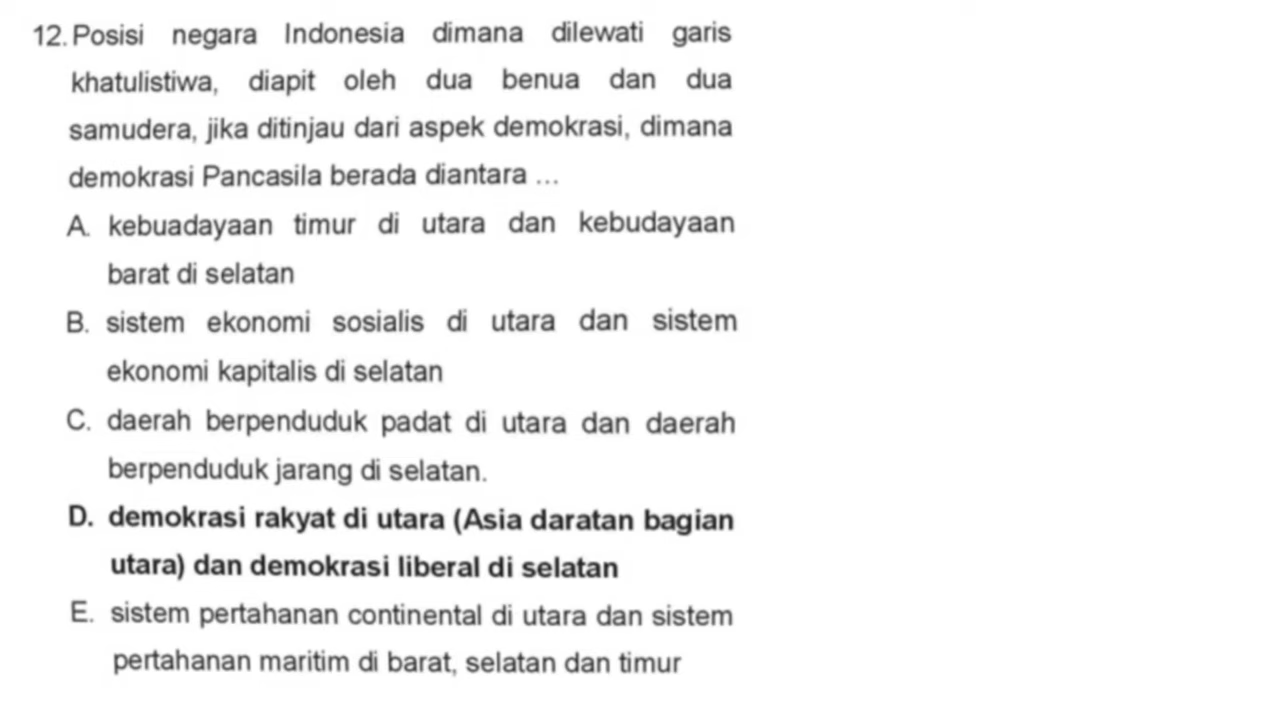 12. Posisi negara Indonesia dimana dilewati garis
khatulistiwa, diapit oleh dua benua dan dua
samudera, jika ditinjau dari aspek demokrasi, dimana
demokrasi Pancasila berada diantara ...
A. kebuadayaan timur di utara dan kebudayaan
barat di selatan
B. sistem ekonomi sosialis di utara dan sistem
ekonomi kapitalis di selatan
C. daerah berpenduduk padat di utara dan daerah
berpenduduk jarang di selatan.
D. demokrasi rakyat di utara (Asia daratan bagian
utara) dan demokrasi liberal di selatan
E. sistem pertahanan continental di utara dan sistem
pertahanan maritim di barat, selatan dan timur